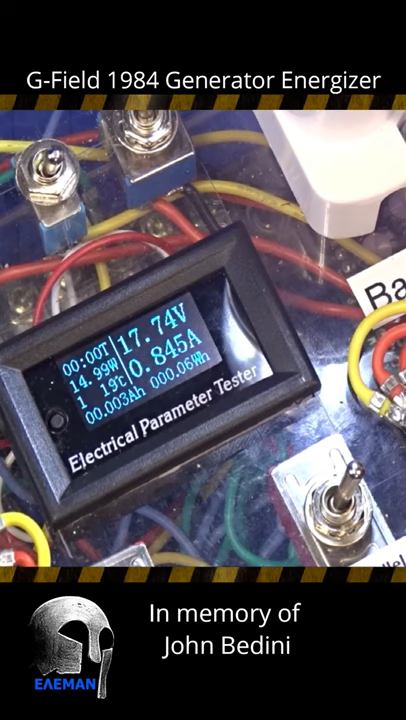 G-Field 1984 Generator Energizer
Ba
00:00T
17.74V
14.99W
0.845A
1 19°C
00.003Ah 000.06Wh
Electrical Parameter Tester
In memory of
John Bedini
ΕΛΕΜΑΝ